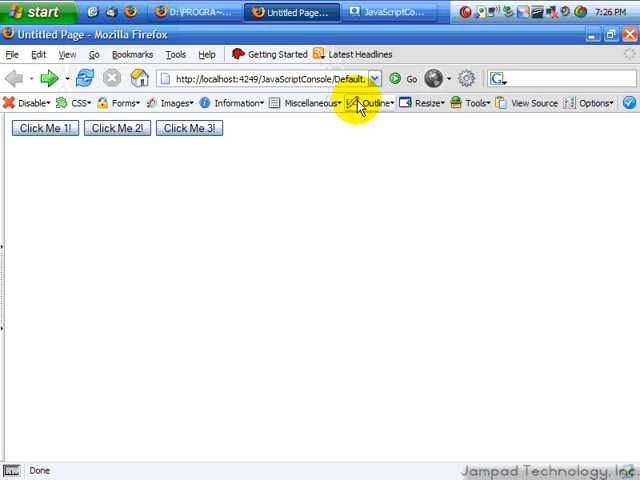 start D:\PROGRA~... Untitled Page... JavaScriptCo... 7:26 PM
Untitled Page - Mozilla Firefox
File Edit View Go Bookmarks Tools Help Getting Started Latest Headlines
http://localhost:4249/JavaScriptConsole/Default. Go
Disable CSS Forms Images Information Miscellaneous Outline Resize Tools View Source Options
Click Me 1! Click Me 2! Click Me 3!
Done
Jampad Technology, Inc.